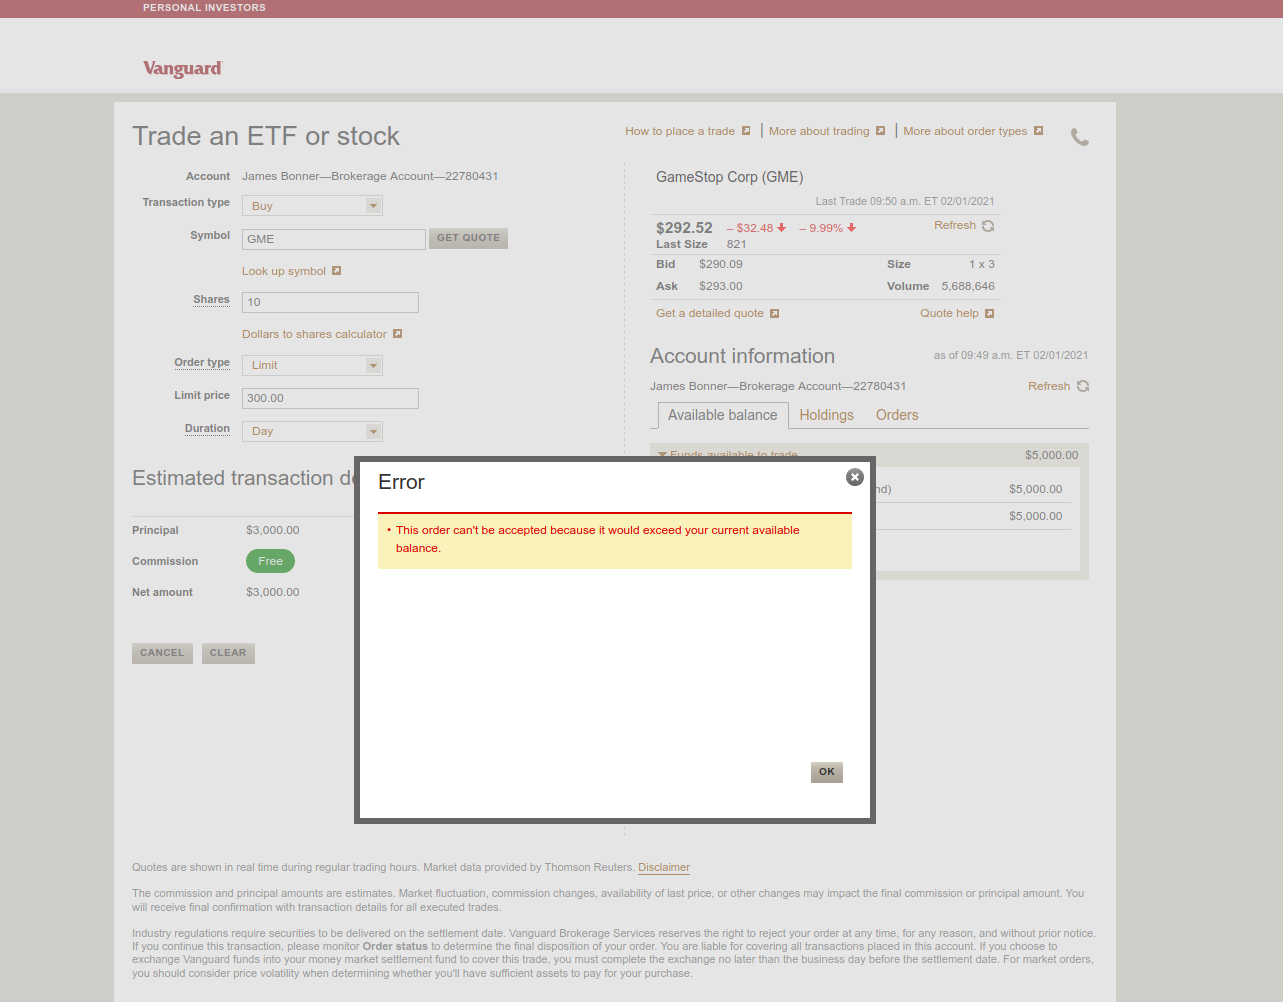 PERSONAL INVESTORS
Vanguard
Trade an ETF or stock
How to place a trade
More about trading
More about order types
Account James Bonner—Brokerage Account—22780431
Transaction type Buy
Symbol GME GET QUOTE
Look up symbol
Shares 10
Dollars to shares calculator
Order type Limit
Limit price 300.00
Duration Day
Estimated transaction
Principal $3,000.00
Commission Free
Net amount $3,000.00
CANCEL CLEAR
GameStop Corp (GME)
Last Trade 09:50 a.m. ET 02/01/2021
$292.52 – $32.48 – 9.99% Refresh
Last Size 821
Bid $290.09 Size 1 x 3
Ask $293.00 Volume 5,688,646
Get a detailed quote Quote help
Account information as of 09:49 a.m. ET 02/01/2021
James Bonner—Brokerage Account—22780431 Refresh
Available balance Holdings Orders
Funds available to trade $5,000.00
nd) $5,000.00
$5,000.00
Error
• This order can't be accepted because it would exceed your current available
balance.
OK
Quotes are shown in real time during regular trading hours. Market data provided by Thomson Reuters. Disclaimer
The commission and principal amounts are estimates. Market fluctuation, commission changes, availability of last price, or other changes may impact the final commission or principal amount. You
will receive final confirmation with transaction details for all executed trades.
Industry regulations require securities to be delivered on the settlement date. Vanguard Brokerage Services reserves the right to reject your order at any time, for any reason, and without prior notice.
If you continue this transaction, please monitor Order status to determine the final disposition of your order. You are liable for covering all transactions placed in this account. If you choose to
exchange Vanguard funds into your money market settlement fund to cover this trade, you must complete the exchange no later than the business day before the settlement date. For market orders,
you should consider price volatility when determining whether you'll have sufficient assets to pay for your purchase.